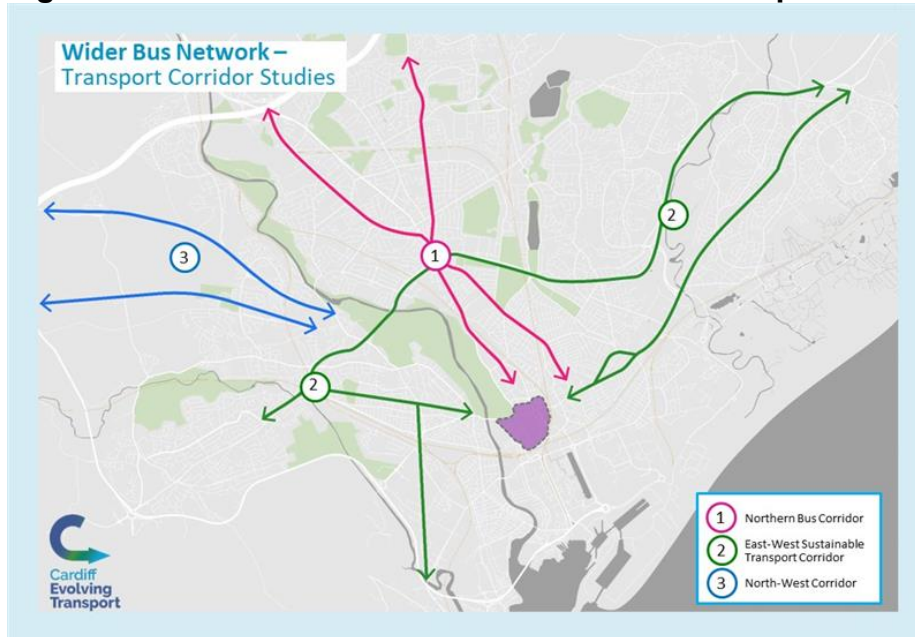 Wider Bus Network –
Transport Corridor Studies
1
2
3
2
1 Northern Bus Corridor
2 East-West Sustainable
Transport Corridor
3 North-West Corridor
Cardiff
Evolving
Transport